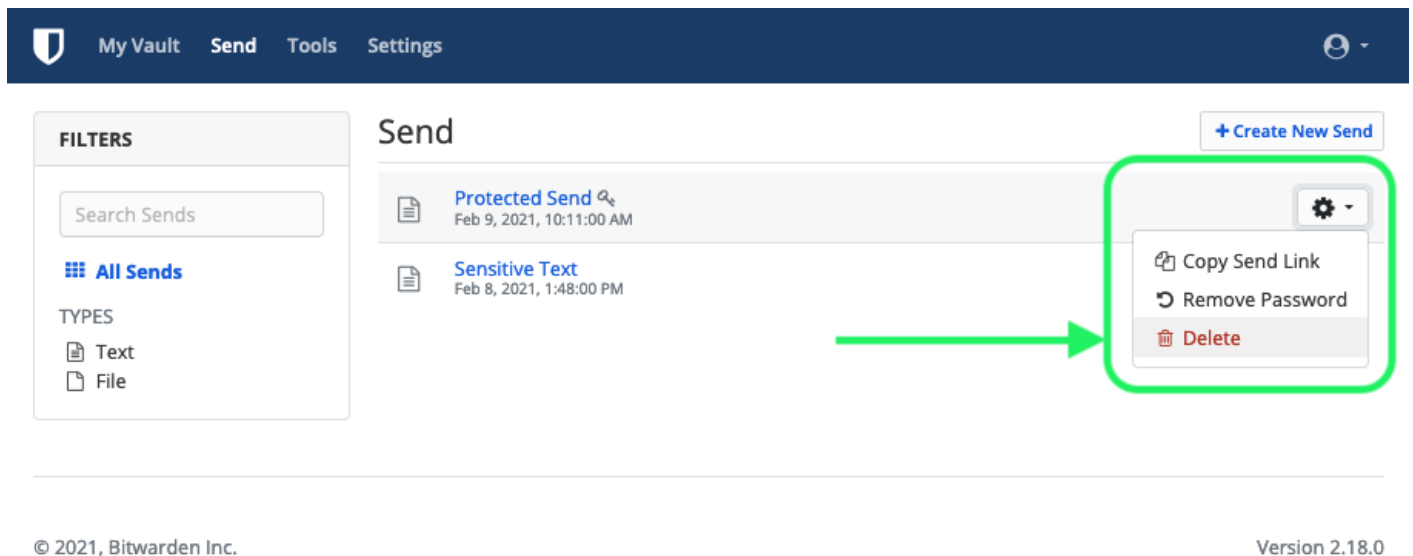 My Vault Send Tools Settings
FILTERS
Search Sends
All Sends
TYPES
Text
File
Send
+ Create New Send
Protected Send
Feb 9, 2021, 10:11:00 AM
Sensitive Text
Feb 8, 2021, 1:48:00 PM
Copy Send Link
Remove Password
Delete
© 2021, Bitwarden Inc.
Version 2.18.0